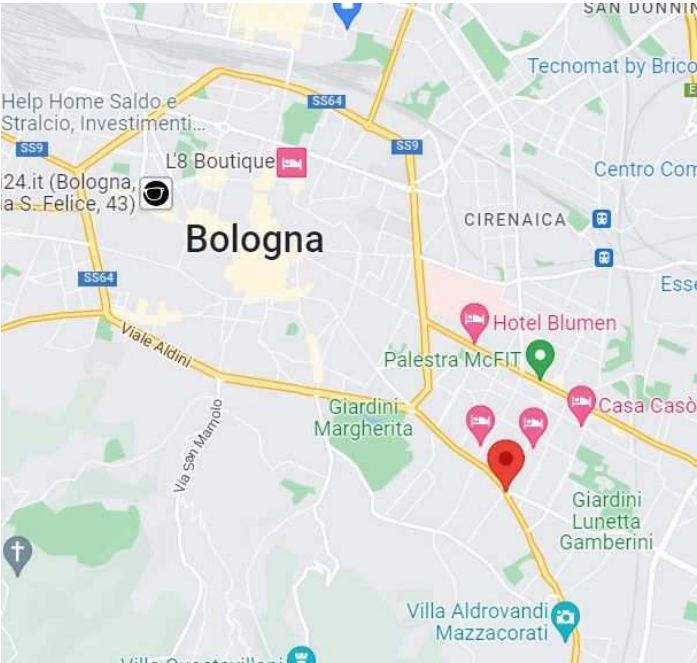 SAN DONNIN
Tecnomat by Brico
E
Help Home Saldo e
Stralcio, Investimenti...
SS64
SS9
SS9
L'8 Boutique
Centro Com
i24.it (Bologna,
ia S. Felice, 43)
CIRENAICA
Bologna
SS64
Esse
Hotel Blumen
Viale Aldini
Palestra McFIT
Giardini
Margherita
Casa Casò
Via San Mamolo
Giardini
Lunetta
Gamberini
Villa Aldrovandi
Mazzacorati